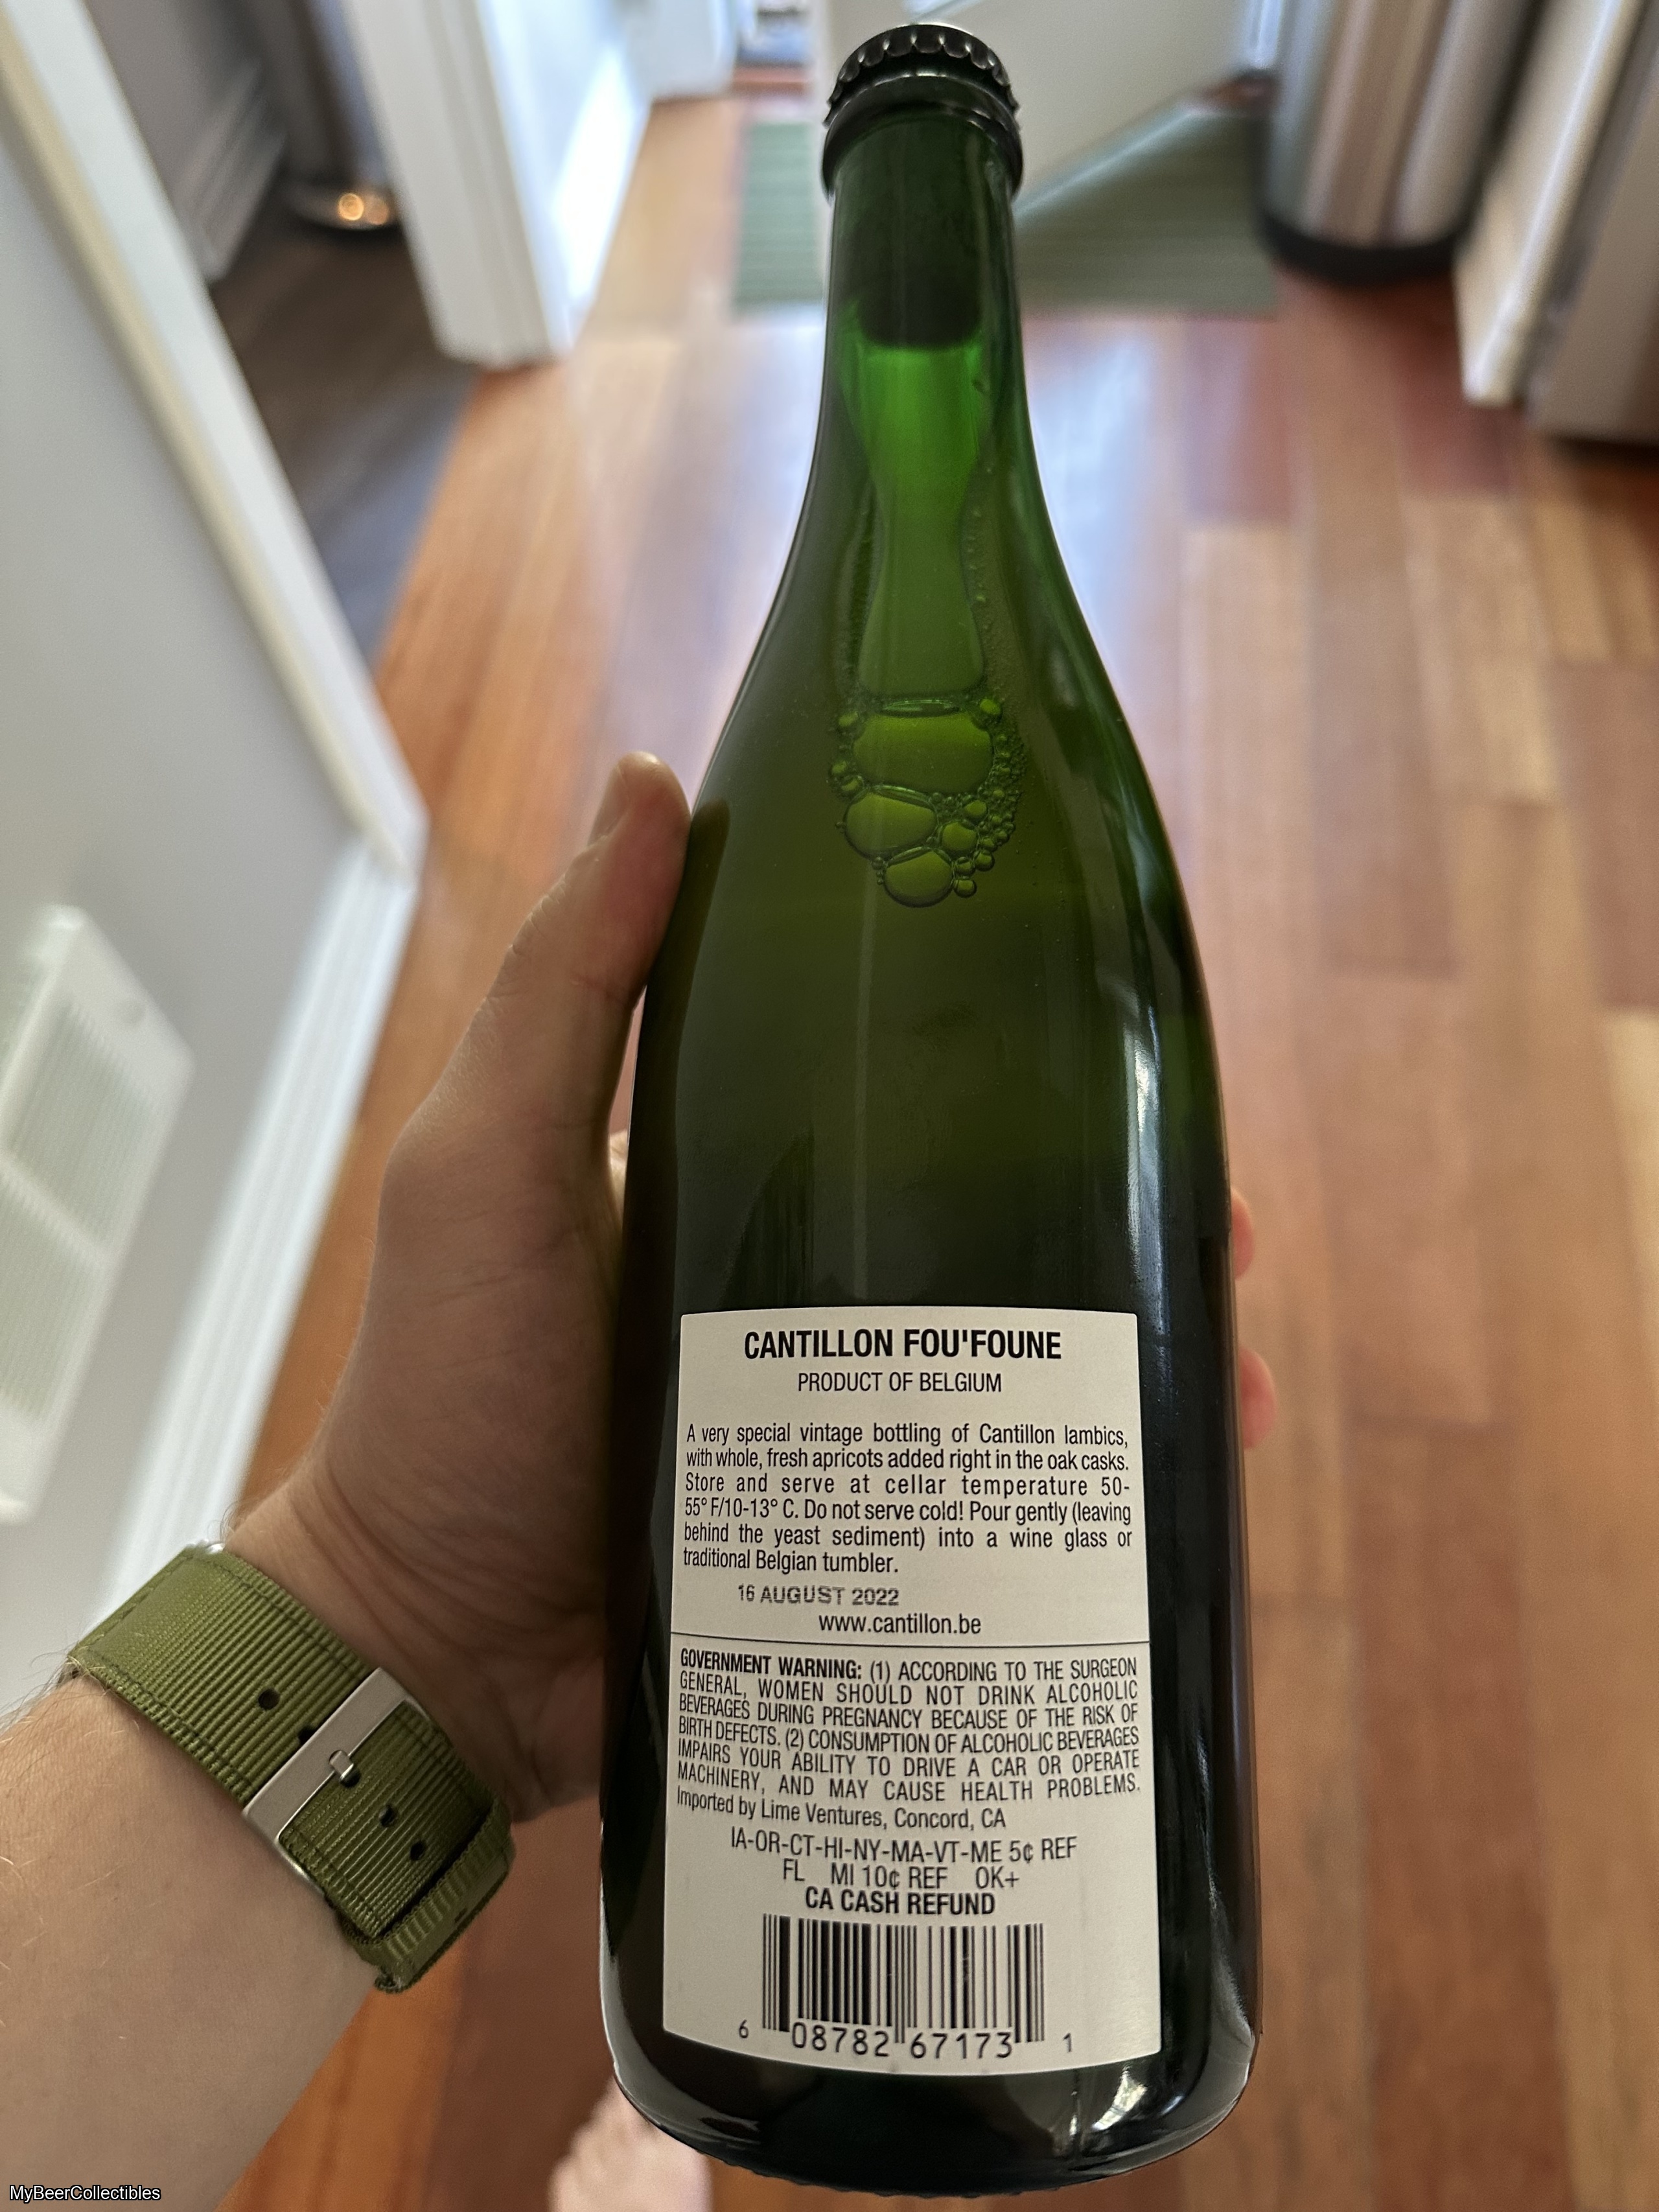 CANTILLON FOU'FOUNE
PRODUCT OF BELGIUM
A very special vintage bottling of Cantillon lambics,
with whole, fresh apricots added right in the oak casks.
Store and serve at cellar temperature 50-
55° F/10-13° C. Do not serve cold! Pour gently (leaving
behind the yeast sediment) into a wine glass or
traditional Belgian tumbler.
16 AUGUST 2022
www.cantillon.be
GOVERNMENT WARNING: (1) ACCORDING TO THE SURGEON
GENERAL, WOMEN SHOULD NOT DRINK ALCOHOLIC
BEVERAGES DURING PREGNANCY BECAUSE OF THE RISK OF
BIRTH DEFECTS. (2) CONSUMPTION OF ALCOHOLIC BEVERAGES
IMPAIRS YOUR ABILITY TO DRIVE A CAR OR OPERATE
MACHINERY, AND MAY CAUSE HEALTH PROBLEMS.
Imported by Lime Ventures, Concord, CA
IA-OR-CT-HI-NY-MA-VT-ME 5¢ REF
FL MI 10¢ REF OK+
CA CASH REFUND
6 08782 67173 1
MyBeerCollectibles